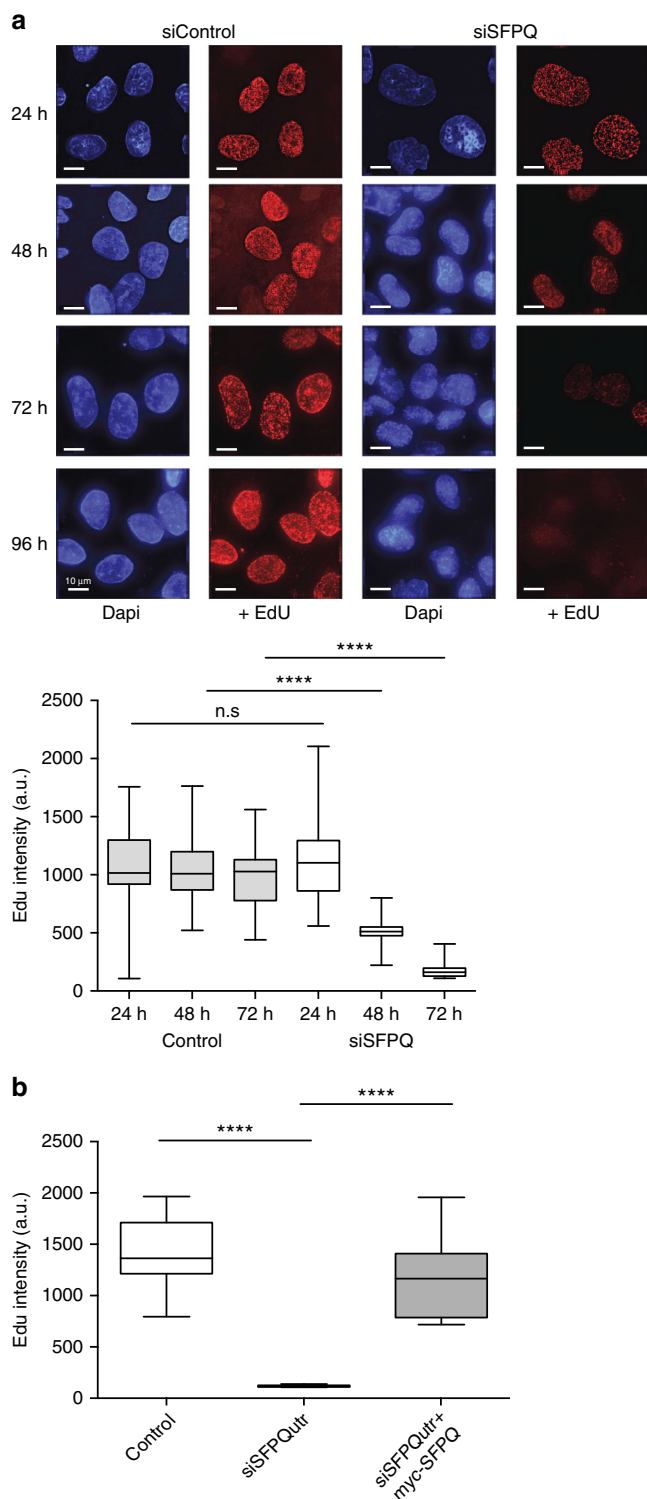 a
siControl siSFPQ
24 h
48 h
72 h
96 h
10 μm
Dapi + EdU Dapi + EdU
****
****
n.s
2500
2000
1500
1000
500
0
Edu intensity (a.u.)
24 h 48 h 72 h 24 h 48 h 72 h
Control siSFPQ
b
****
****
2500
2000
1500
1000
500
0
Edu intensity (a.u.)
Control
siSFPQutr
siSFPQutr+
myc-SFPQ